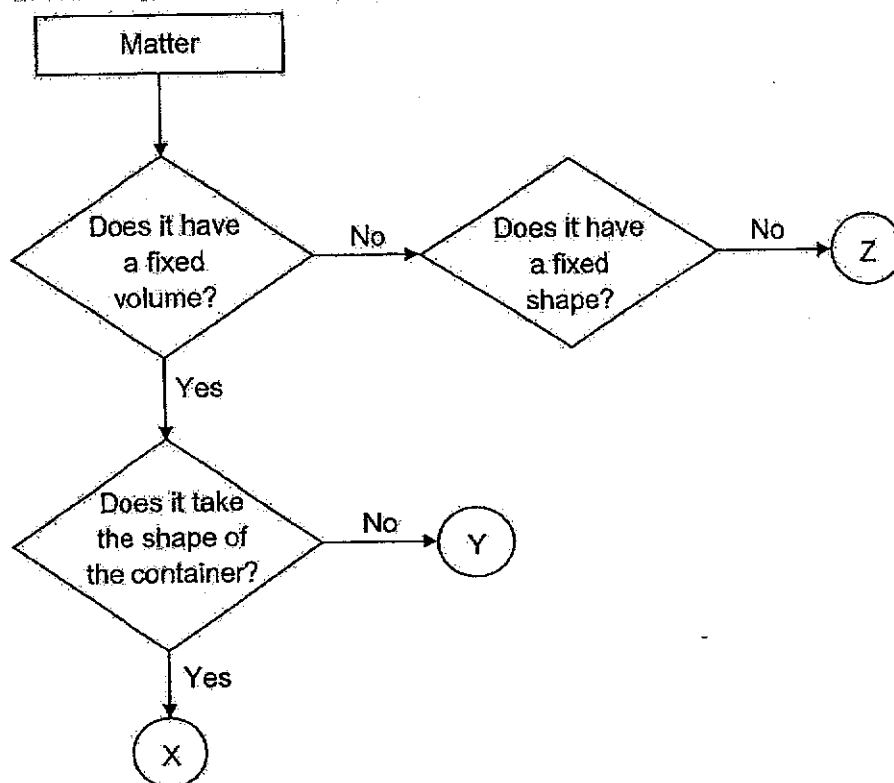 Matter
Does it have
a fixed
volume?
No
Does it have
a fixed
shape?
No
Z
Yes
Does it take
the shape of
the container?
No
Y
Yes
X